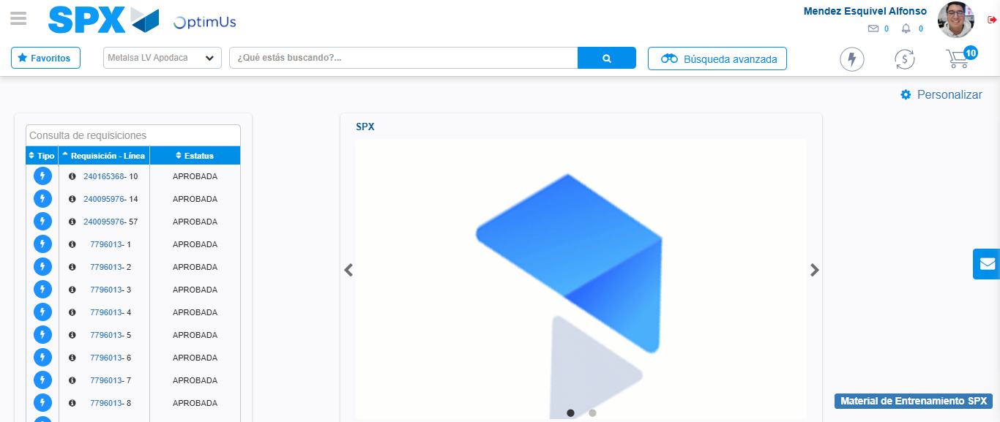 SPX
OptimUs
Mendez Esquivel Alfonso
0 0
Favoritos
Metalsa LV Apodaca
¿Qué estás buscando?...
Búsqueda avanzada
$
10
Personalizar
Consulta de requisiciones
Tipo Requisición - Línea Estatus
240165368- 10 APROBADA
240095976- 14 APROBADA
240095976- 57 APROBADA
7796013- 1 APROBADA
7796013- 2 APROBADA
7796013- 3 APROBADA
7796013- 4 APROBADA
7796013- 5 APROBADA
7796013- 6 APROBADA
7796013- 7 APROBADA
7796013- 8 APROBADA
SPX
Material de Entrenamiento SPX